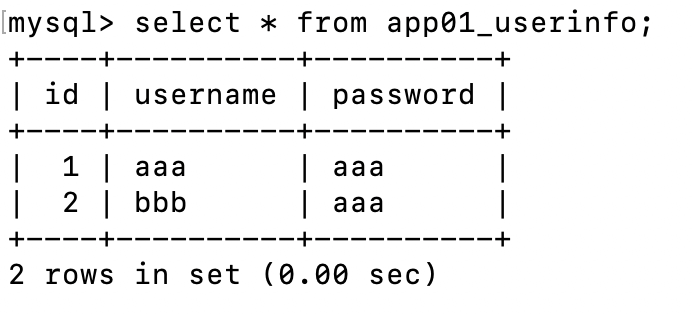 mysql> select * from app01_userinfo;
+----+----------+----------+
| id | username | password |
+----+----------+----------+
|  1 | aaa      | aaa      |
|  2 | bbb      | aaa      |
+----+----------+----------+
2 rows in set (0.00 sec)